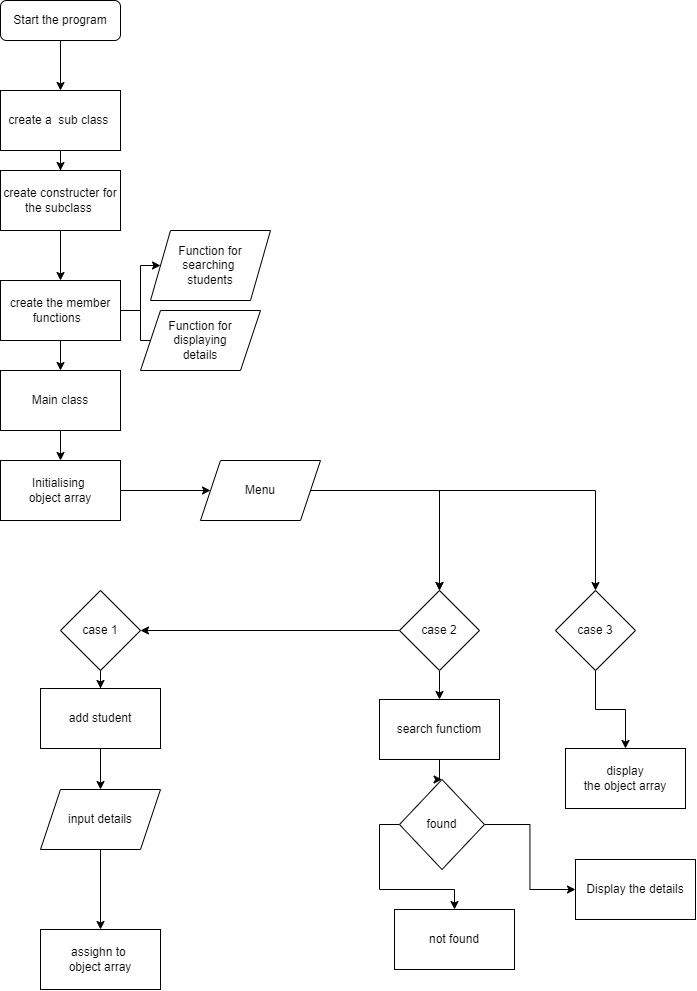 Start the program
create a  sub class
create constructer for
the subclass
Function for
searching
students
create the member
functions
Function for
displaying
details
Main class
Initialising
object array
Menu
case 1
case 2
case 3
add student
search functiom
display
the object array
input details
found
Display the details
not found
assighn to
object array